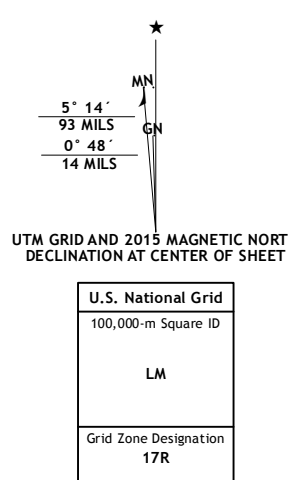 ★
MN
GN
5° 14´
93 MILS
0° 48´
14 MILS
UTM GRID AND 2015 MAGNETIC NORT
DECLINATION AT CENTER OF SHEET
U.S. National Grid
100,000-m Square ID
LM
Grid Zone Designation
17R